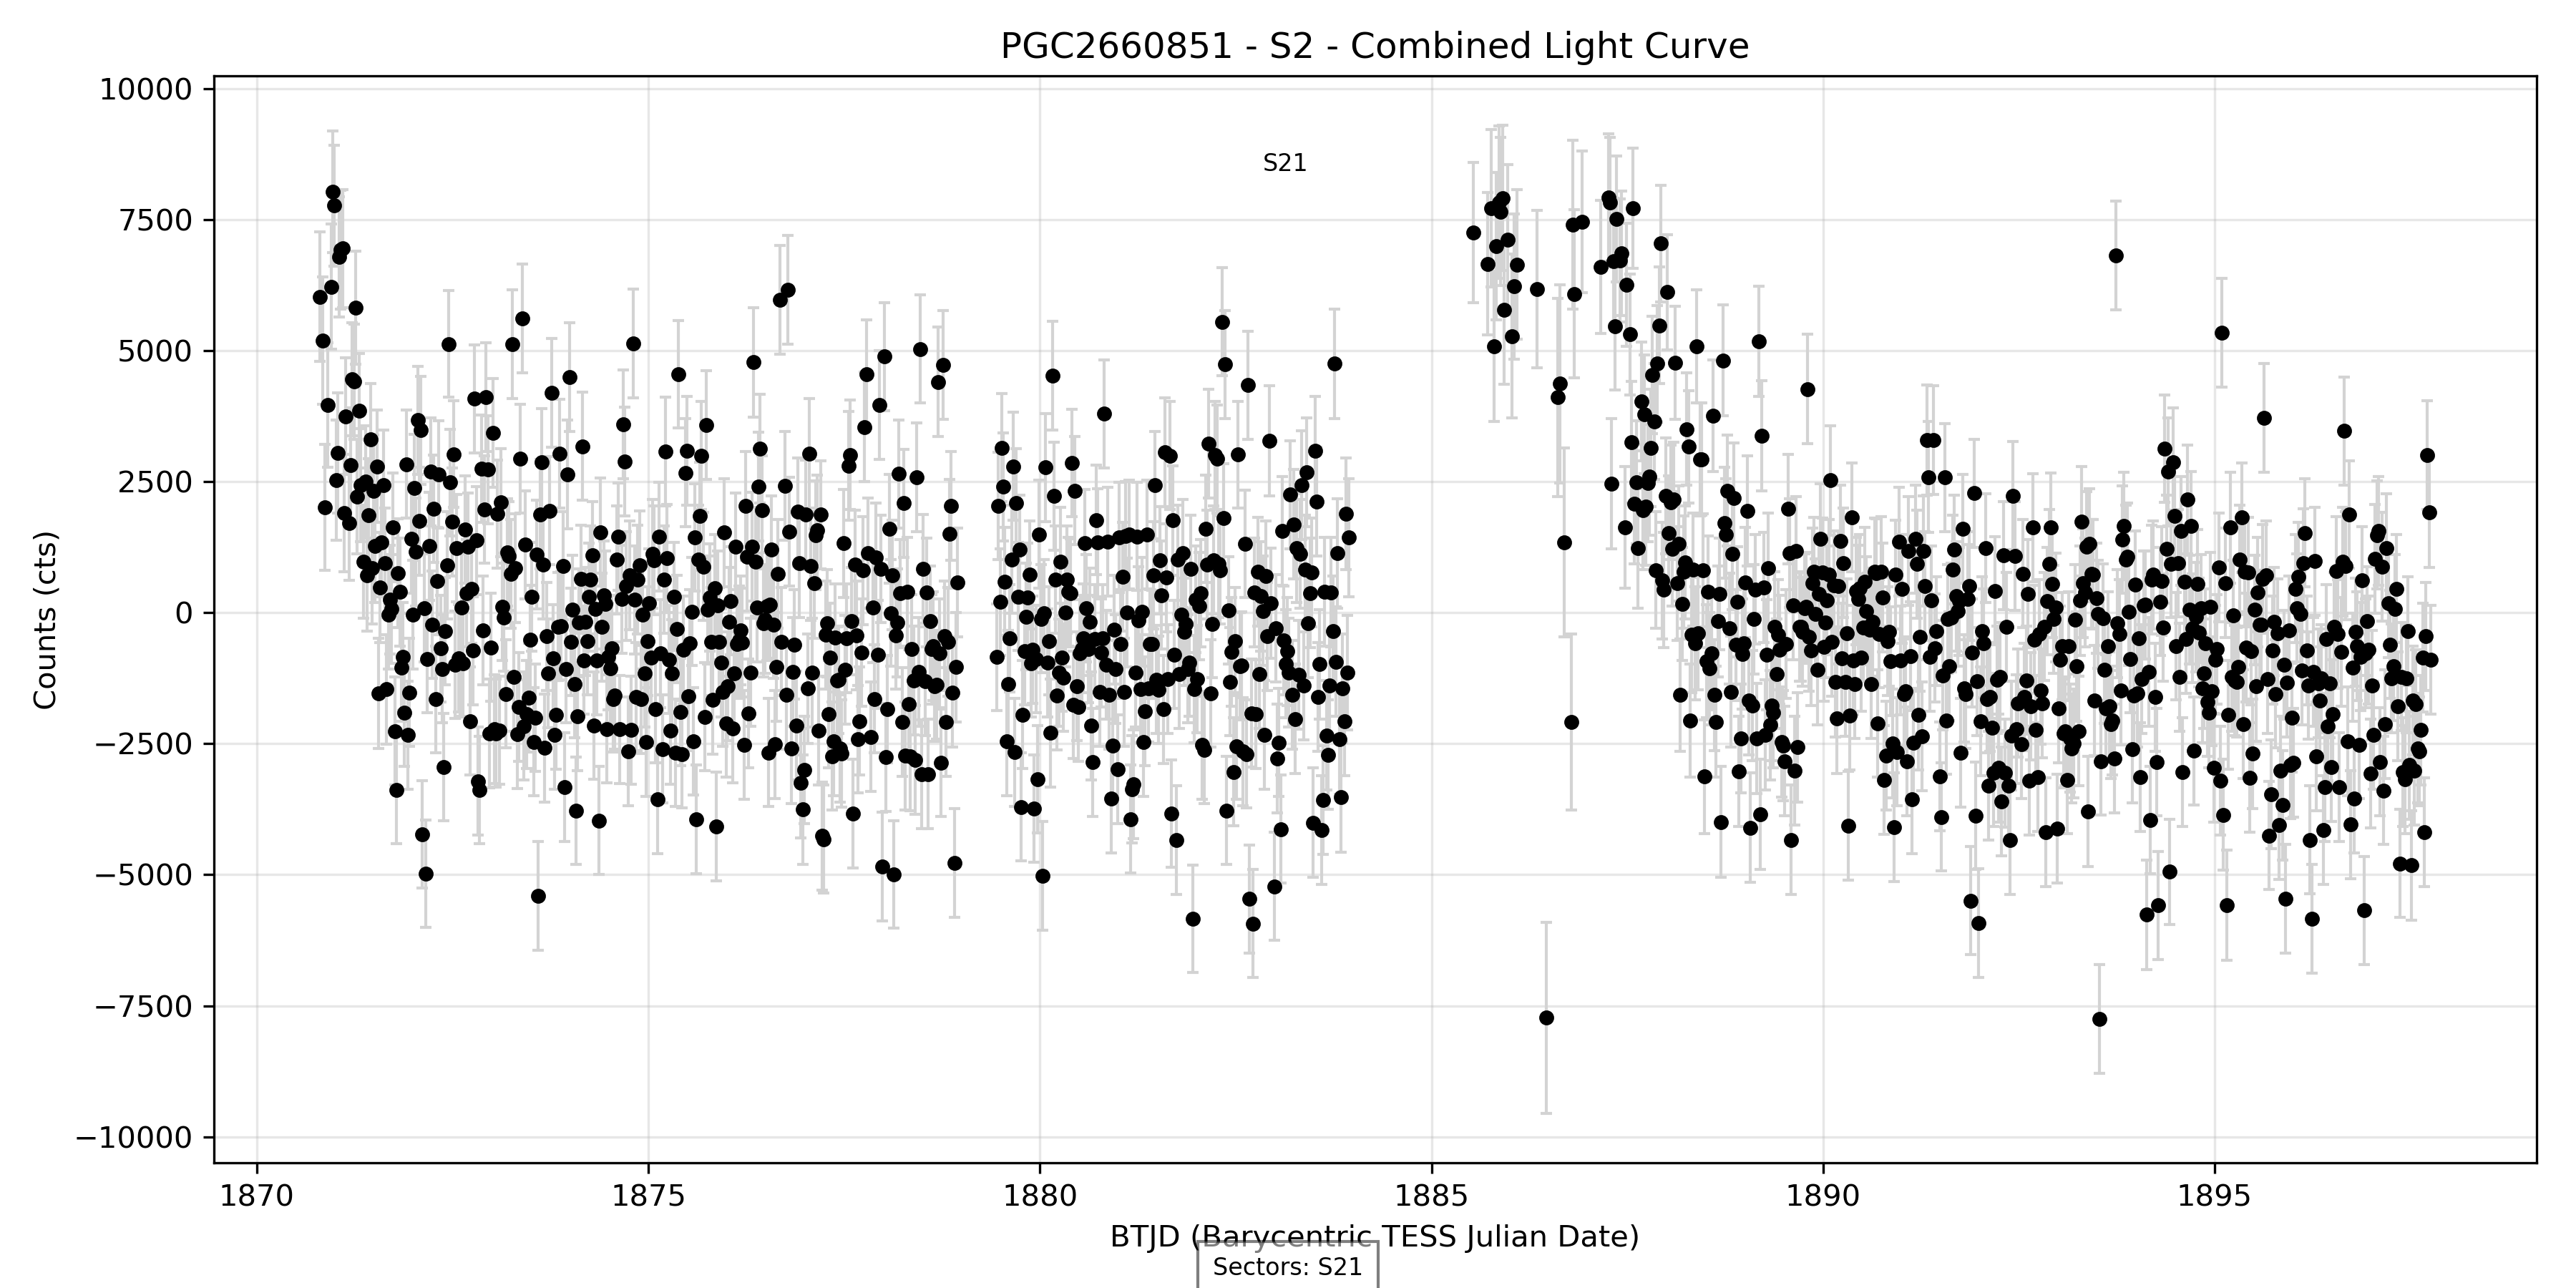 PGC2660851 - S2 - Combined Light Curve
10000
7500
5000
2500
0
−2500
−5000
−7500
−10000
Counts (cts)
S21
1870 1875 1880 1885 1890 1895
BTJD (Barycentric TESS Julian Date)
Sectors: S21